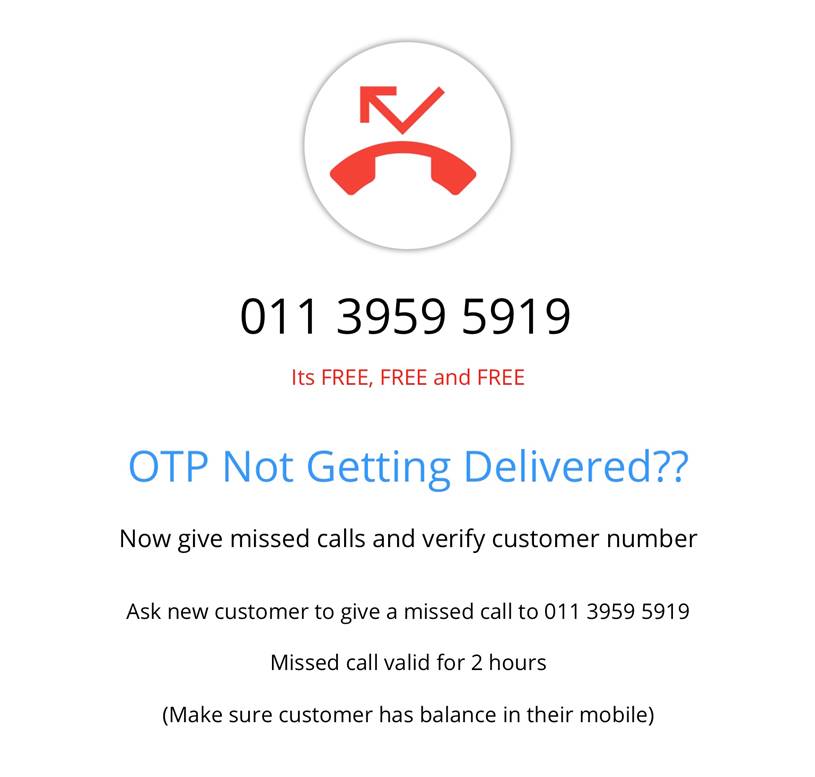 011 3959 5919
Its FREE, FREE and FREE
OTP Not Getting Delivered??
Now give missed calls and verify customer number
Ask new customer to give a missed call to 011 3959 5919
Missed call valid for 2 hours
(Make sure customer has balance in their mobile)